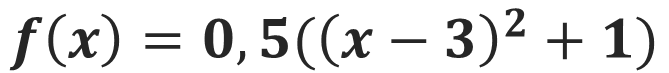 f(x) = 0,5((x − 3)² + 1)